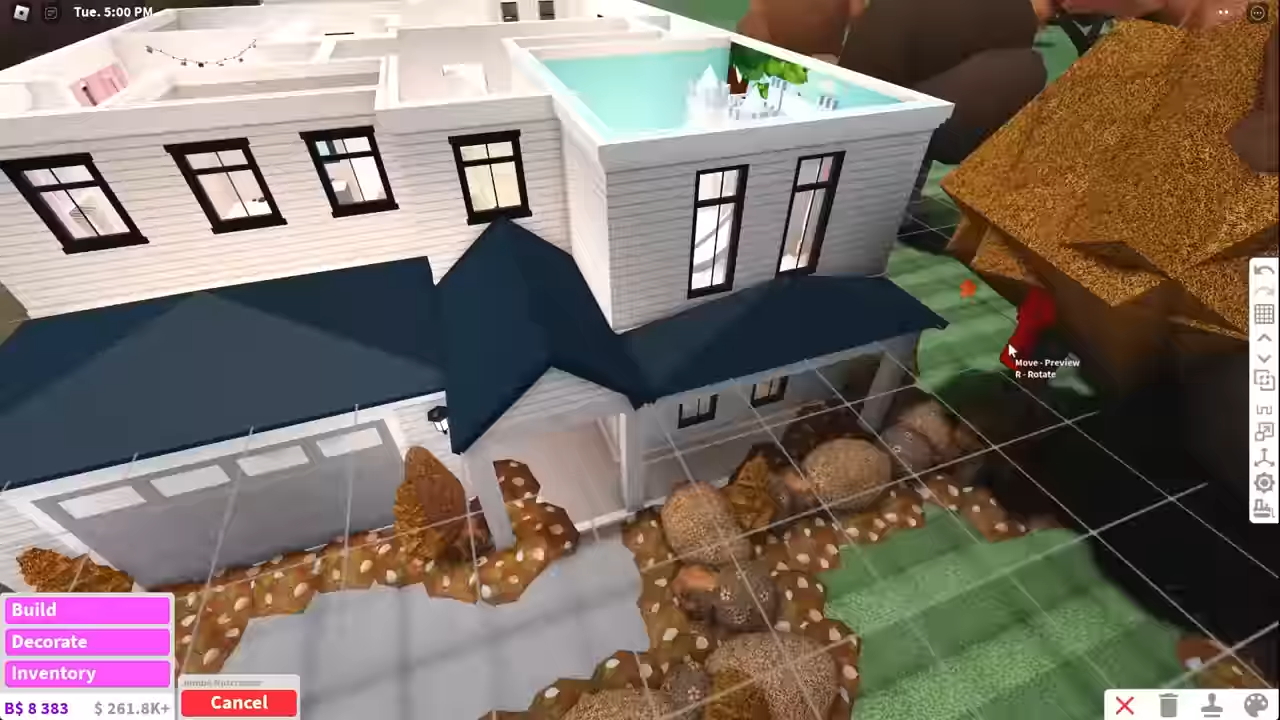 Tue. 5:00 PM
Move - Preview
R - Rotate
Build
Decorate
Inventory
Cancel
B$ 8 383
$ 261.8K+